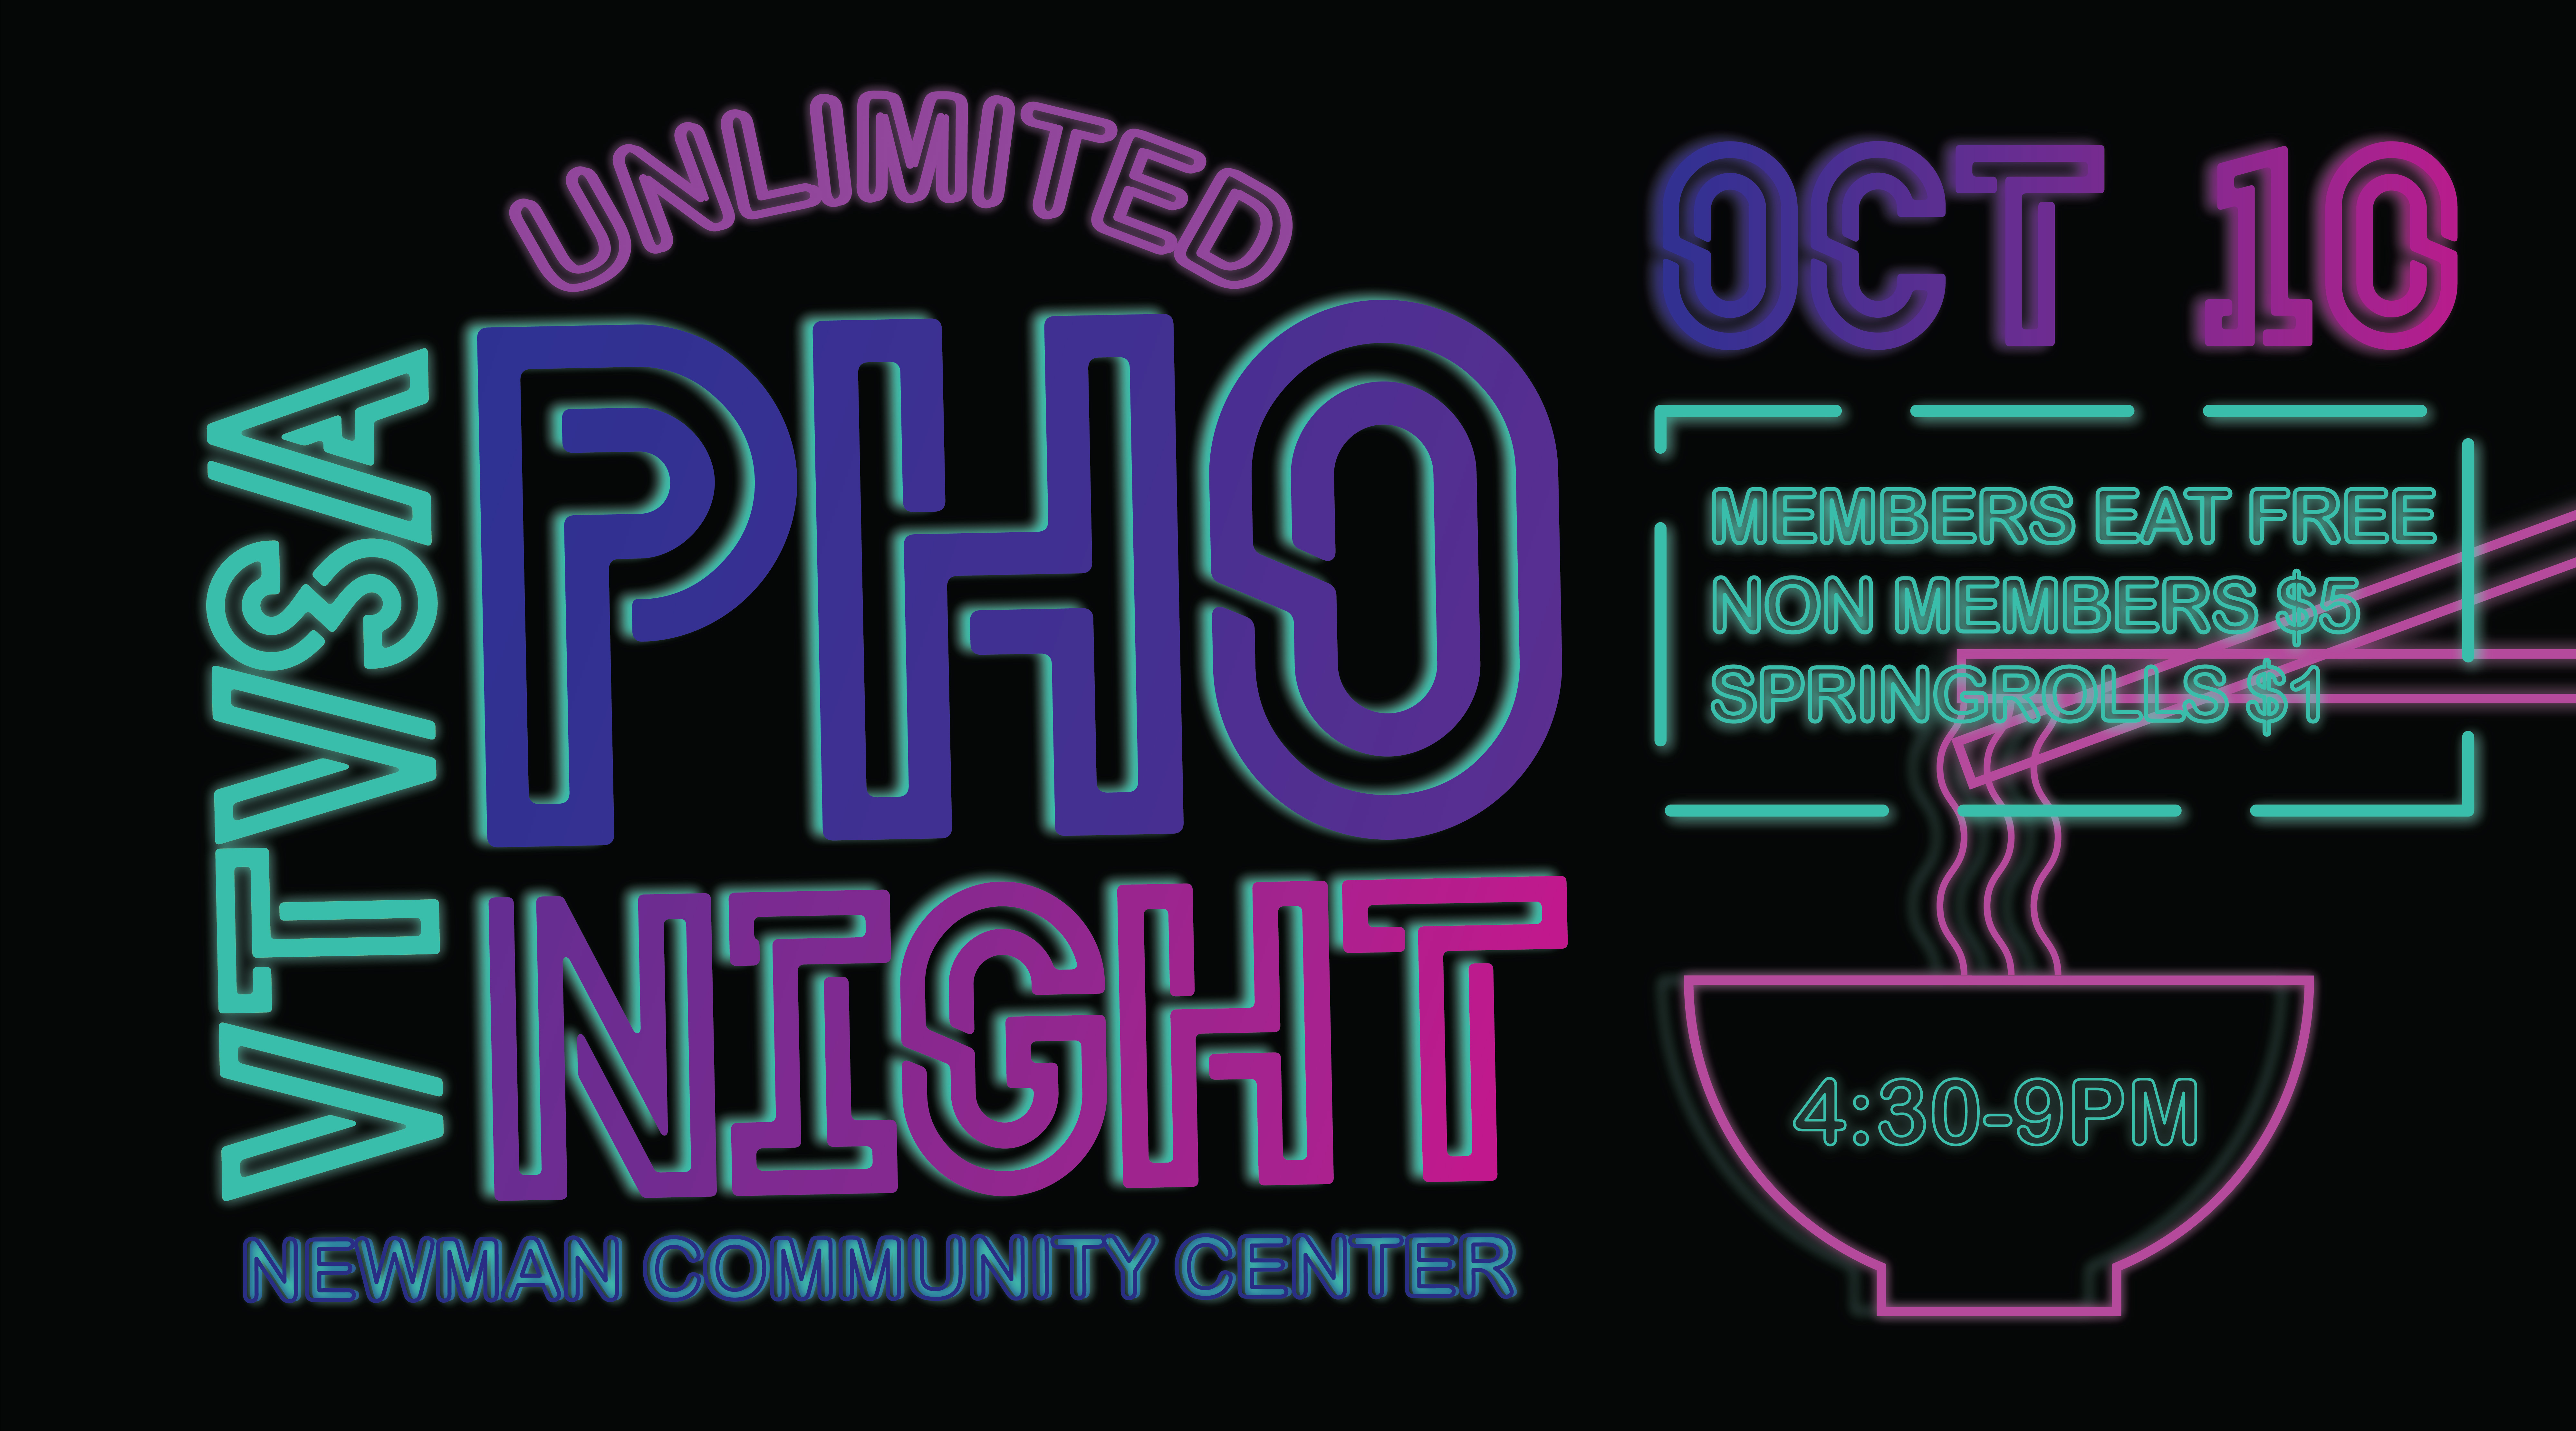 UNLIMITED
VTVSA
PHO
NIGHT
NEWMAN COMMUNITY CENTER
OCT 10
MEMBERS EAT FREE
NON MEMBERS $5
SPRINGROLLS $1
4:30-9PM